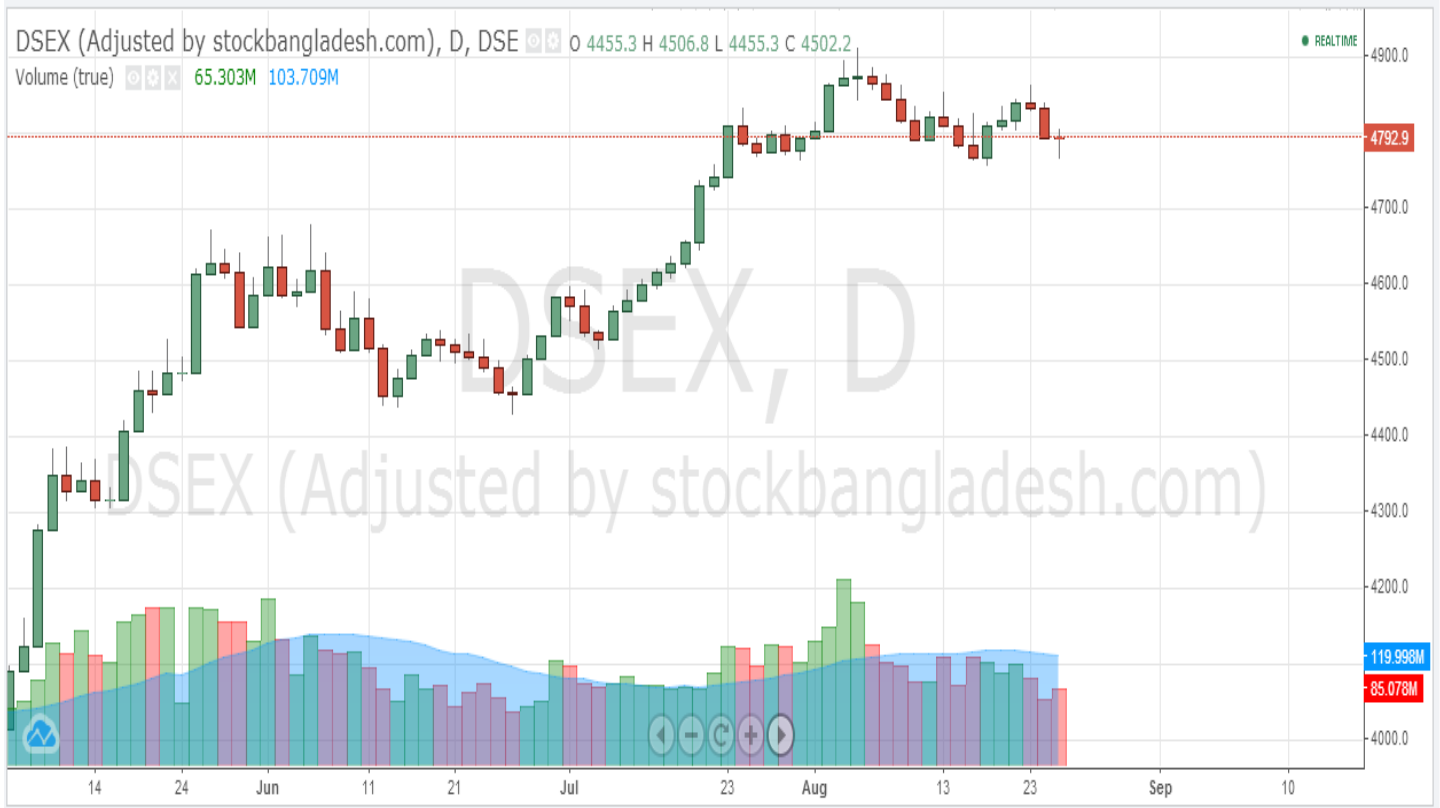 DSEX (Adjusted by stockbangladesh.com), D, DSE O 4455.3 H 4506.8 L 4455.3 C 4502.2
REALTIME
Volume (true) 65.303M 103.709M
4900.0
4792.9
4700.0
4600.0
4500.0
4400.0
4300.0
4200.0
119.998M
85.078M
4000.0
DSEX, D
DSEX (Adjusted by stockbangladesh.com)
14 24 Jun 11 21 Jul 23 Aug 13 23 Sep 10